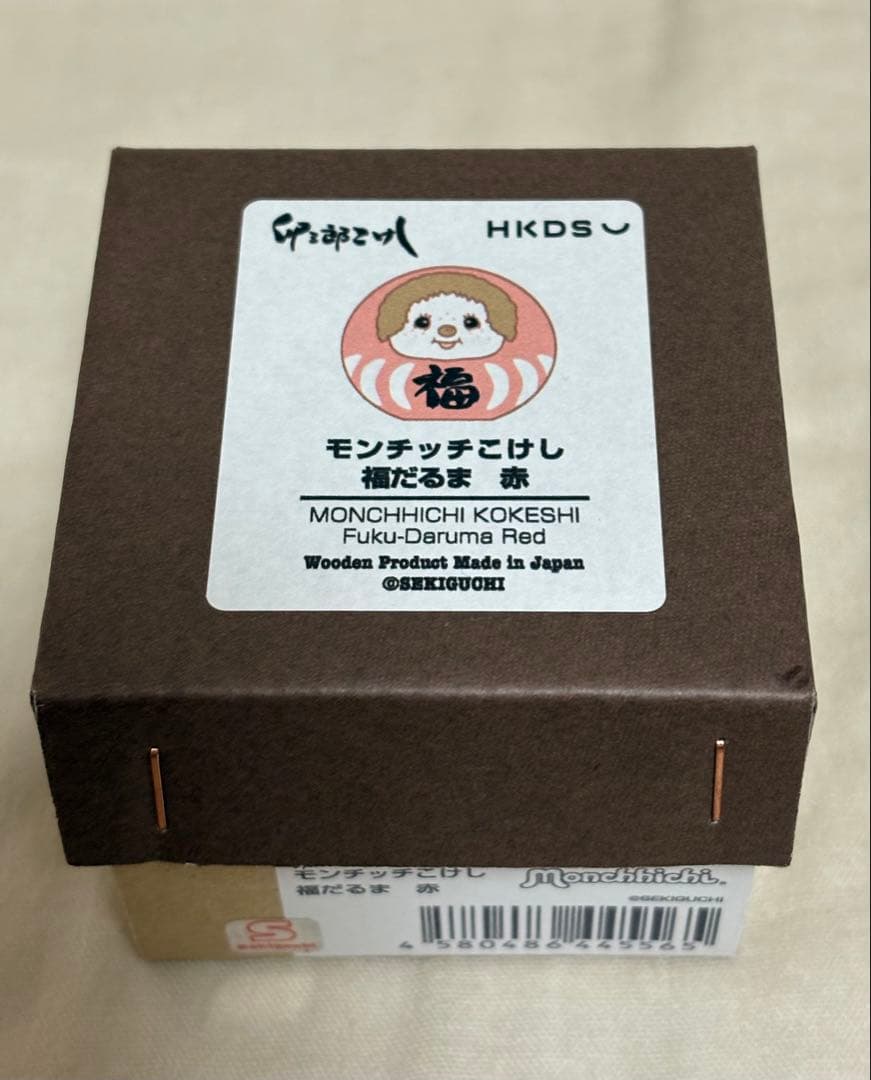 卯三郎こけし
HKDS
福
モンチッチこけし
福だるま 赤
MONCHHICHI KOKESHI
Fuku-Daruma Red
Wooden Product Made in Japan
©SEKIGUCHI
モンチッチこけし
福だるま 赤
Monchhichi
©SEKIGUCHI
S
sekiguchi
4 580486 445565